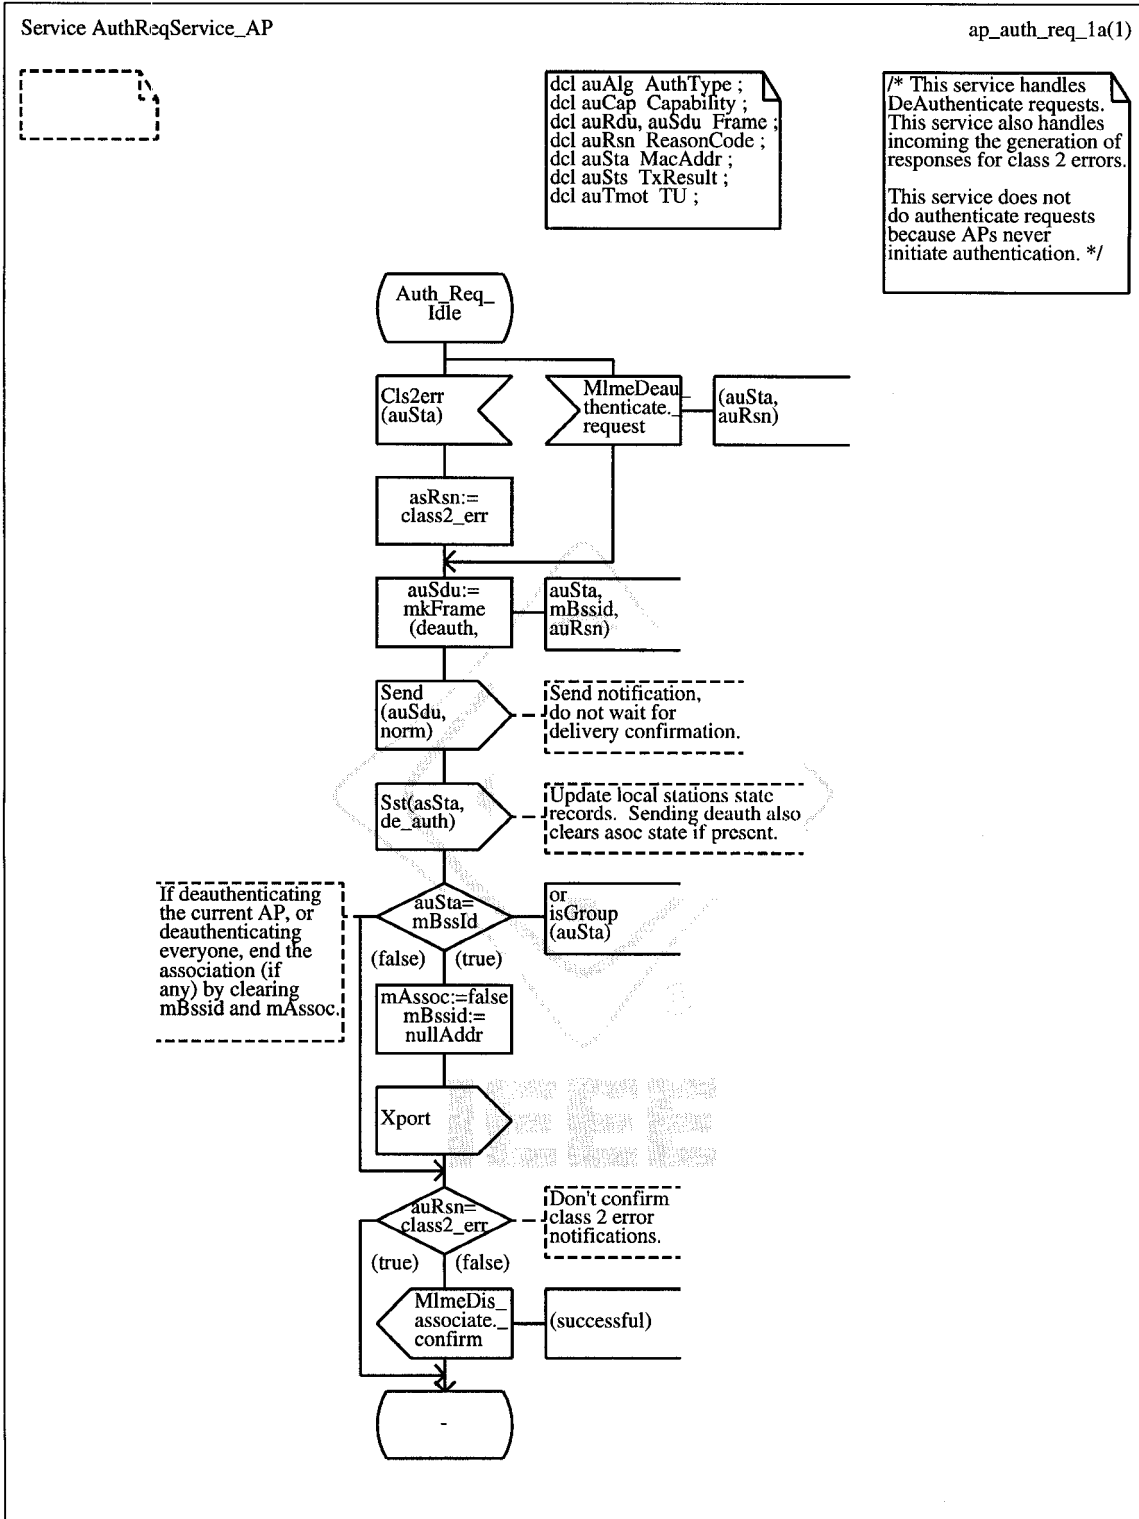 Service AuthReqService_AP
ap_auth_req_1a(1)
dcl auAlg AuthType ;
dcl auCap Capability ;
dcl auRdu, auSdu Frame ;
dcl auRsn ReasonCode ;
dcl auSta MacAddr ;
dcl auSts TxResult ;
dcl auTmot TU ;
/* This service handles
DeAuthenticate requests.
This service also handles
incoming the generation of
responses for class 2 errors.
This service does not
do authenticate requests
because APs never
initiate authentication. */
Auth_Req_
Idle
Cls2err
(auSta)
MlmeDeau_
thenticate._
request
(auSta,
auRsn)
asRsn:=
class2_err
auSdu:=
mkFrame
(deauth,
auSta,
mBssid,
auRsn)
Send
(auSdu,
norm)
Send notification,
do not wait for
delivery confirmation.
Sst(asSta,
de_auth)
Update local stations state
records. Sending deauth also
clears asoc state if present.
If deauthenticating
the current AP, or
deauthenticating
everyone, end the
association (if
any) by clearing
mBssid and mAssoc.
auSta=
mBssId
or
isGroup
(auSta)
(false)
(true)
mAssoc:=false
mBssid:=
nullAddr
Xport
IEEE
auRsn=
class2_err
Don't confirm
class 2 error
notifications.
(true)
(false)
MlmeDis_
associate._
confirm
(successful)
-